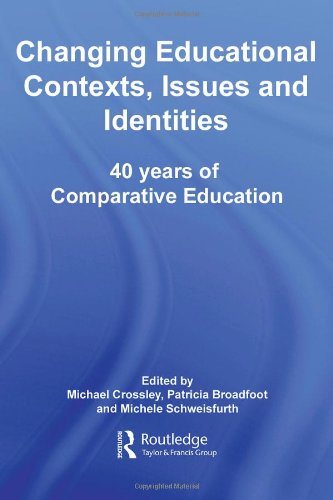 Changing Educational
Contexts, Issues and
Identities
40 years of
Comparative Education
Edited by
Michael Crossley, Patricia Broadfoot
and Michele Schweisfurth
ROUTLEDGE
Routledge
Taylor & Francis Group